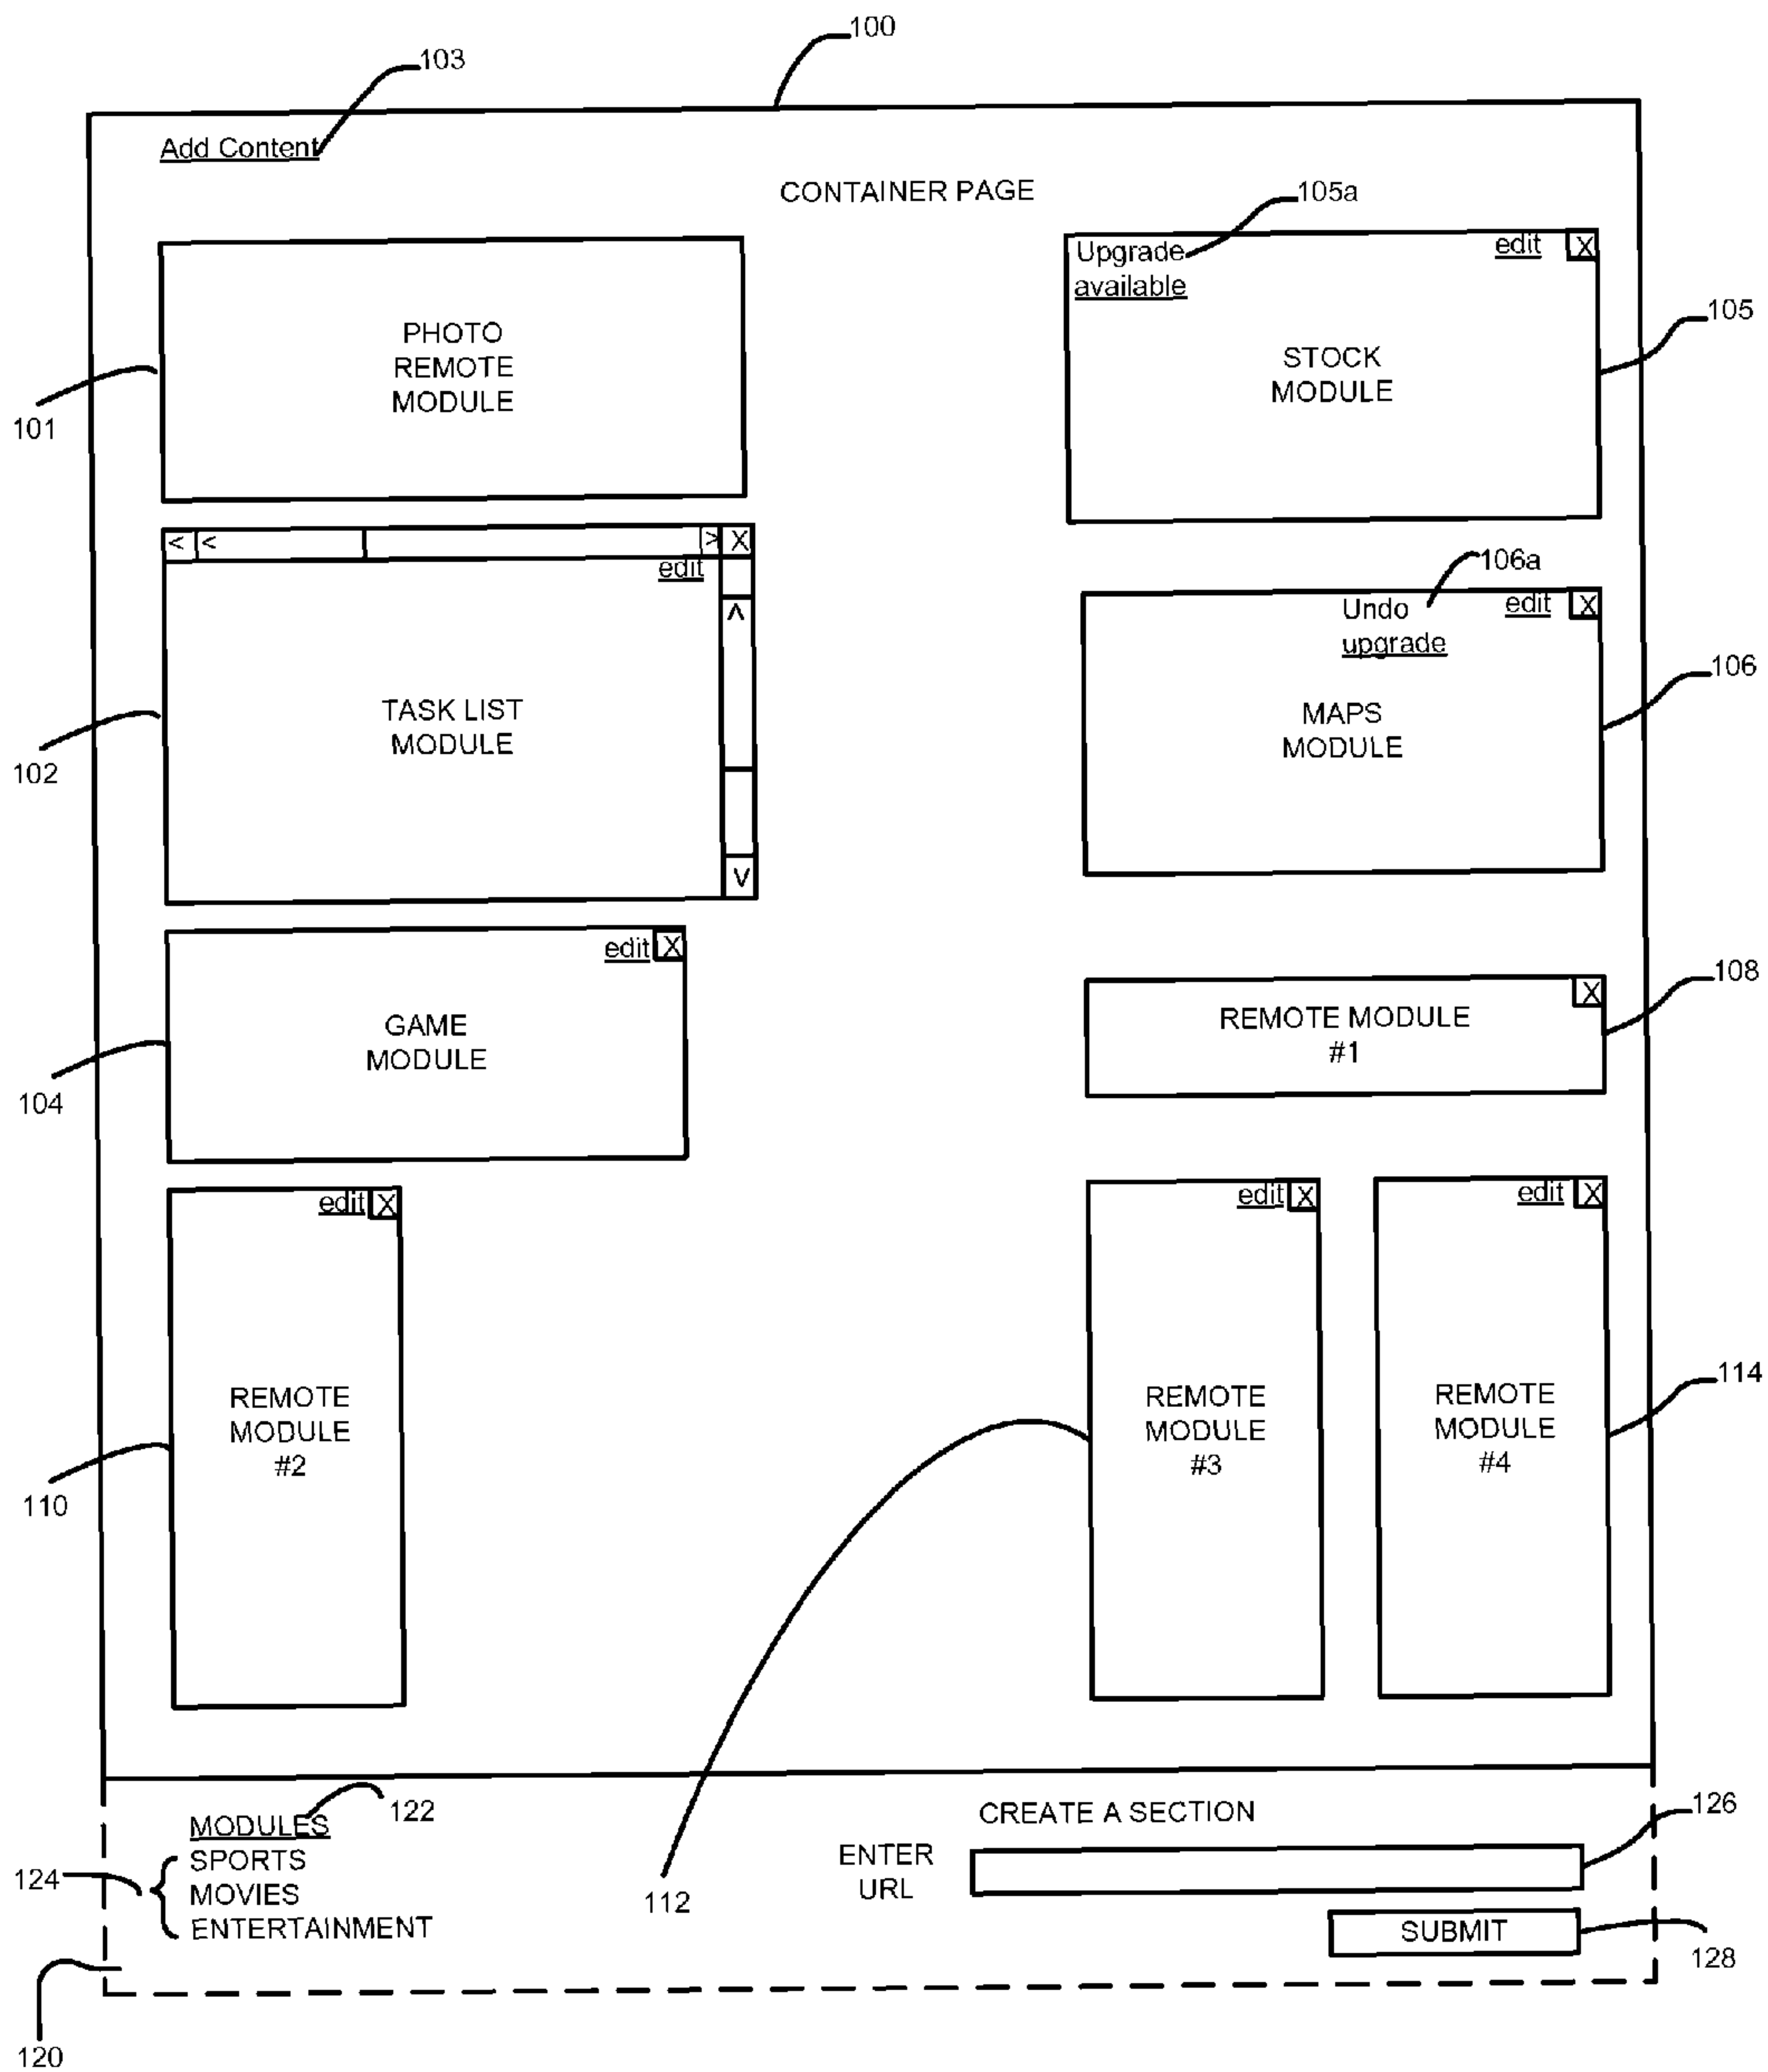 100
103
Add Content
CONTAINER PAGE
105a
Upgrade
available
edit X
105
PHOTO
REMOTE
MODULE
101
STOCK
MODULE
< < > X
edit
^
v
TASK LIST
MODULE
102
106a
Undo
upgrade
edit X
106
MAPS
MODULE
edit X
GAME
MODULE
104
X
108
REMOTE MODULE
#1
edit X
REMOTE
MODULE
#2
110
edit X
REMOTE
MODULE
#3
112
edit X
REMOTE
MODULE
#4
114
122
MODULES
124
SPORTS
MOVIES
ENTERTAINMENT
120
CREATE A SECTION
ENTER
URL
126
SUBMIT
128